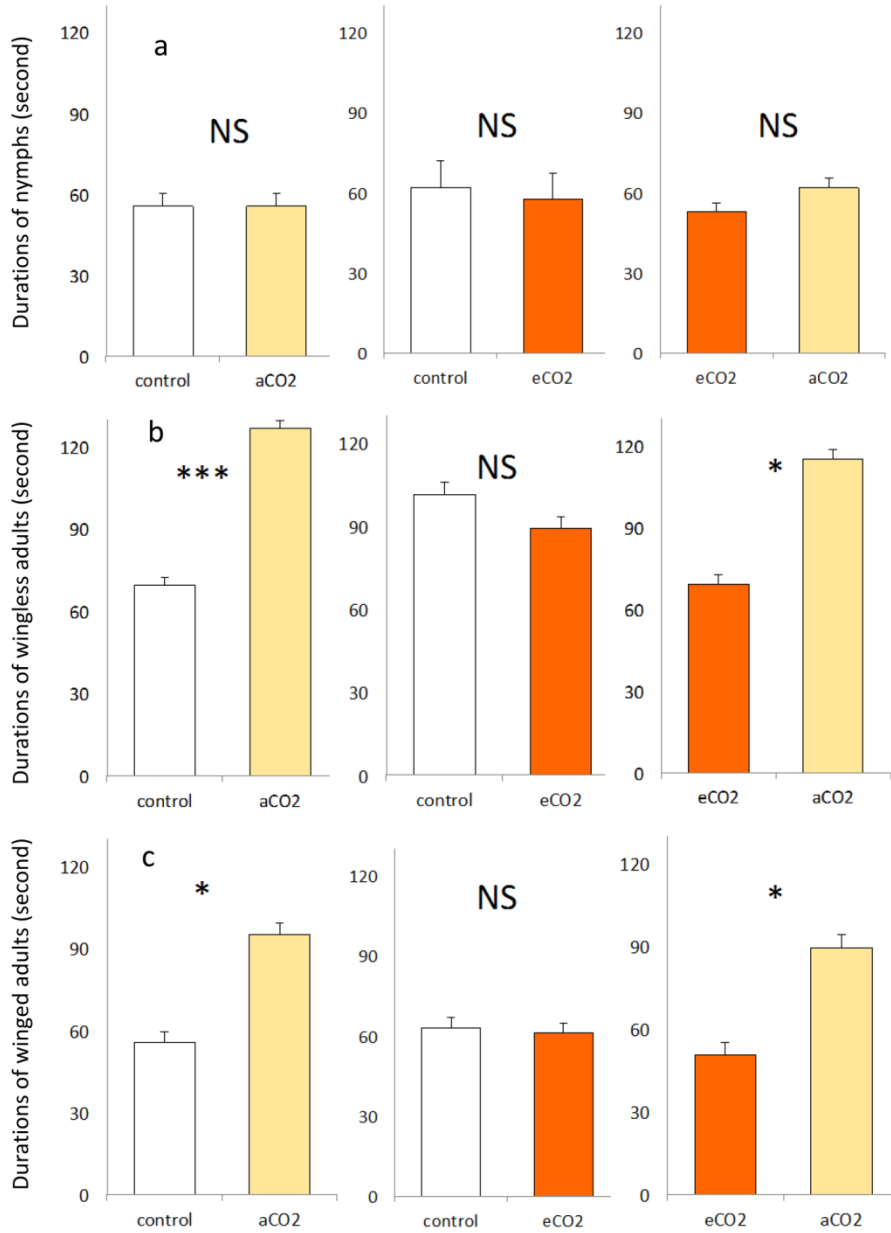 Durations of nymphs (second)
a
120
90
60
30
0
NS
control aCO2
120
90
60
30
0
NS
control eCO2
120
90
60
30
0
NS
eCO2 aCO2
Durations of wingless adults (second)
b
120
90
60
30
0
***
control aCO2
120
90
60
30
0
NS
control eCO2
120
90
60
30
0
*
eCO2 aCO2
Durations of winged adults (second)
c
120
90
60
30
0
*
control aCO2
120
90
60
30
0
NS
control eCO2
120
90
60
30
0
*
eCO2 aCO2